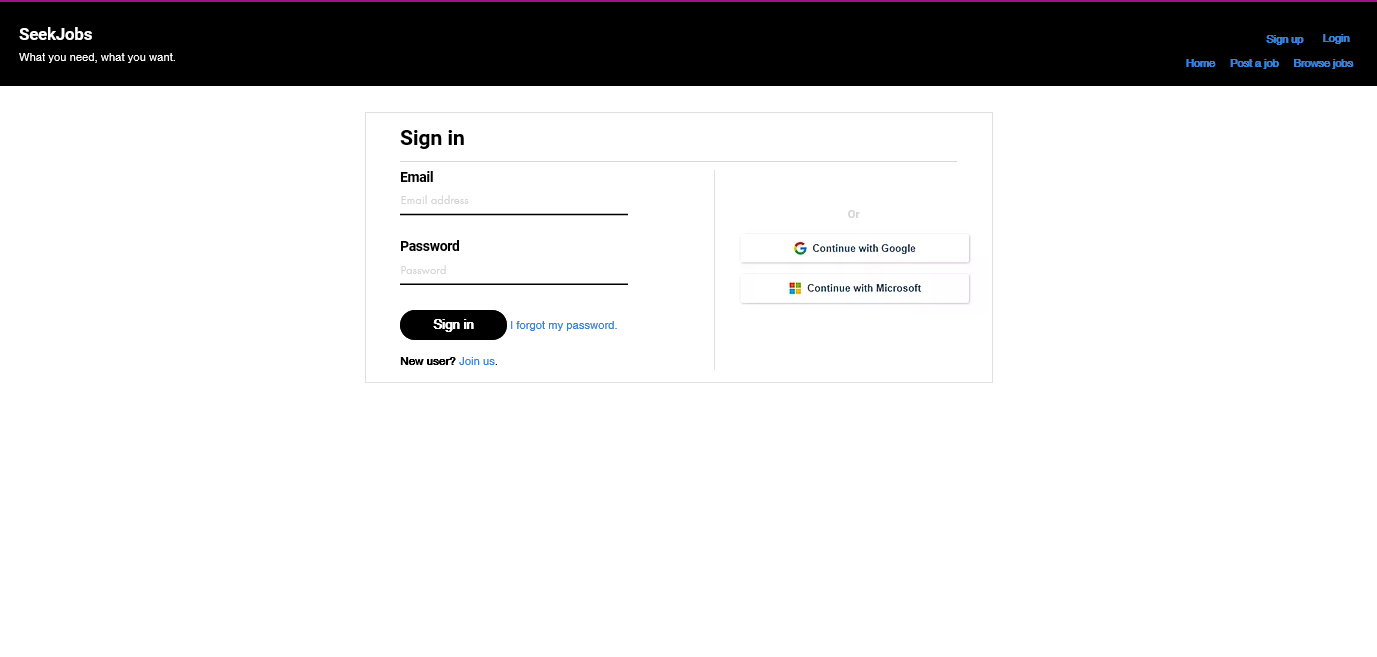 SeekJobs
What you need, what you want.
Sign up Login
Home Post a job Browse jobs
Sign in
Email
Email address
Password
Password
Sign in I forgot my password.
New user? Join us.
Or
Continue with Google
Continue with Microsoft